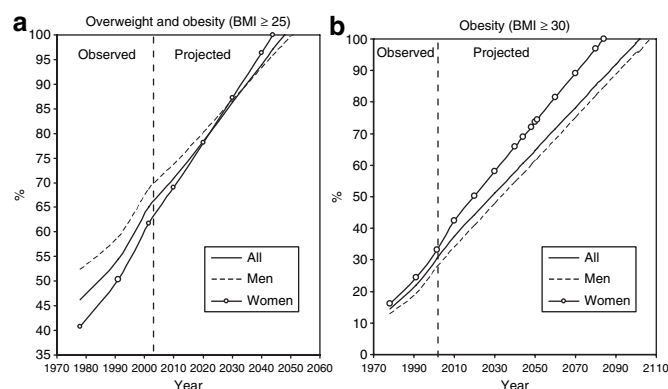 a
Overweight and obesity (BMI ≥ 25)
Observed
Projected
100
95
90
85
80
75
70
65
60
55
50
45
40
35
%
All
Men
Women
1970 1980 1990 2000 2010 2020 2030 2040 2050 2060
Year
b
Obesity (BMI ≥ 30)
Observed
Projected
100
90
80
70
60
50
40
30
20
10
0
%
All
Men
Women
1970
1990
2010
2030
2050
2070
2090
2110
Year